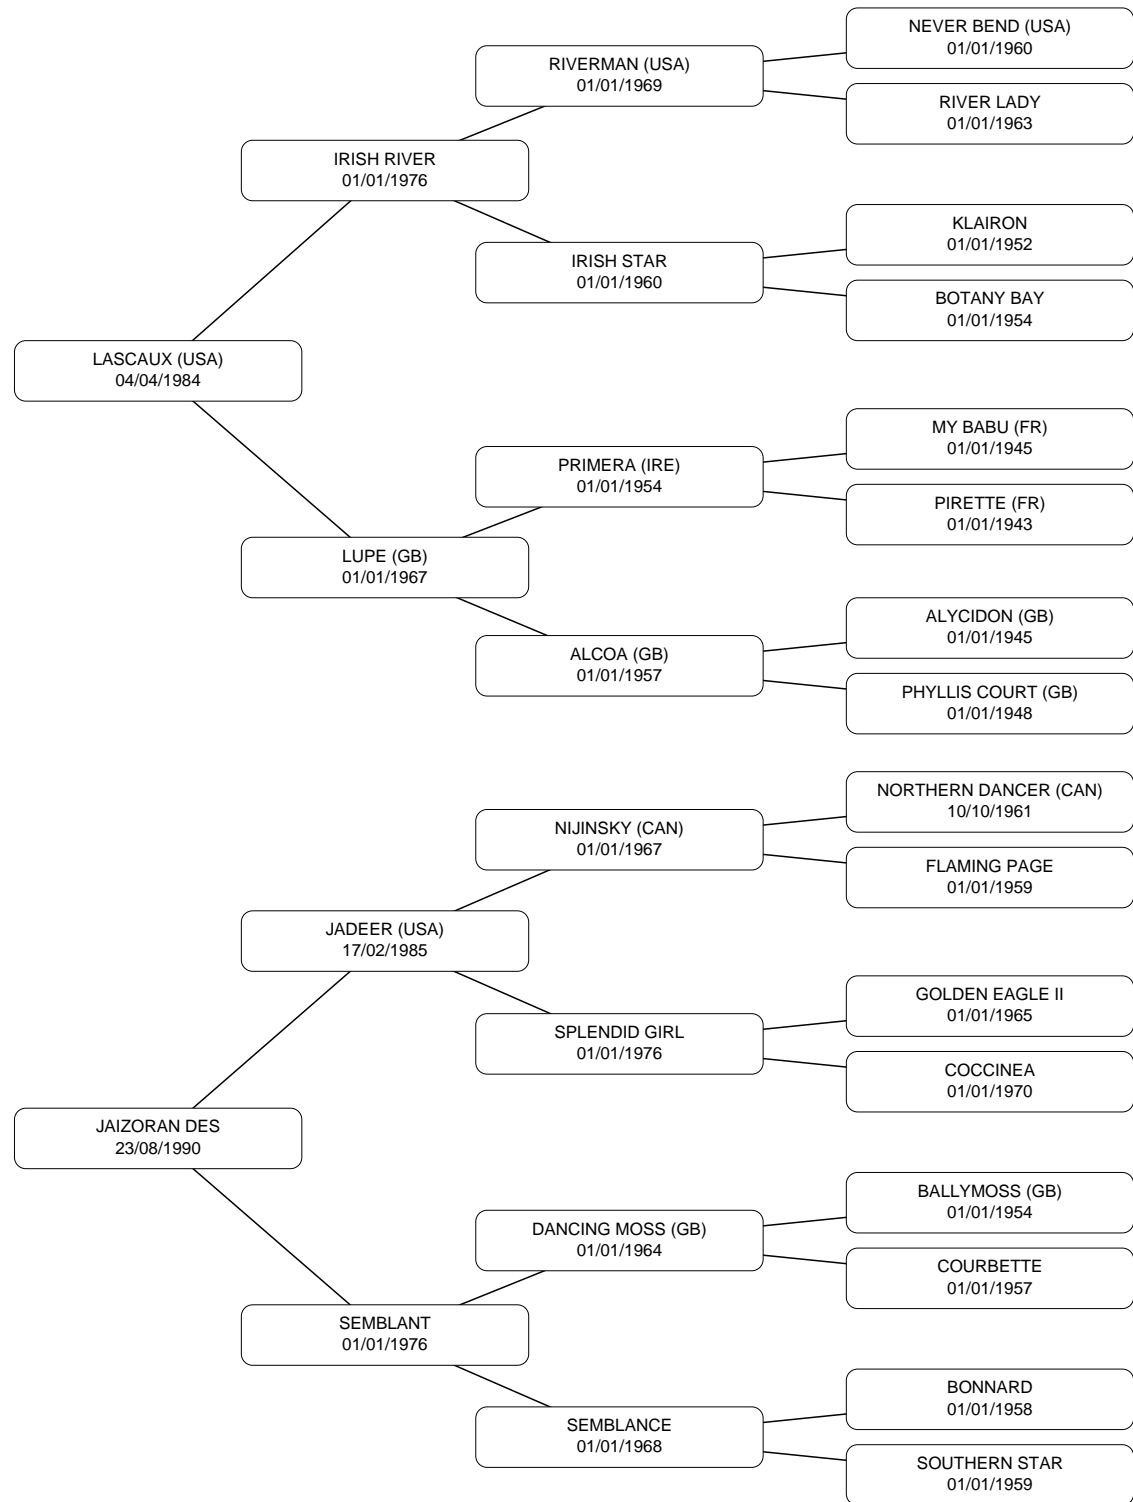 NEVER BEND (USA)
01/01/1960
RIVERMAN (USA)
01/01/1969
RIVER LADY
01/01/1963
IRISH RIVER
01/01/1976
KLAIRON
01/01/1952
IRISH STAR
01/01/1960
BOTANY BAY
01/01/1954
LASCAUX (USA)
04/04/1984
MY BABU (FR)
01/01/1945
PRIMERA (IRE)
01/01/1954
PIRETTE (FR)
01/01/1943
LUPE (GB)
01/01/1967
ALYCIDON (GB)
01/01/1945
ALCOA (GB)
01/01/1957
PHYLLIS COURT (GB)
01/01/1948
NORTHERN DANCER (CAN)
10/10/1961
NIJINSKY (CAN)
01/01/1967
FLAMING PAGE
01/01/1959
JADEER (USA)
17/02/1985
GOLDEN EAGLE II
01/01/1965
SPLENDID GIRL
01/01/1976
COCCINEA
01/01/1970
JAIZORAN DES
23/08/1990
BALLYMOSS (GB)
01/01/1954
DANCING MOSS (GB)
01/01/1964
COURBETTE
01/01/1957
SEMBLANT
01/01/1976
BONNARD
01/01/1958
SEMBLANCE
01/01/1968
SOUTHERN STAR
01/01/1959